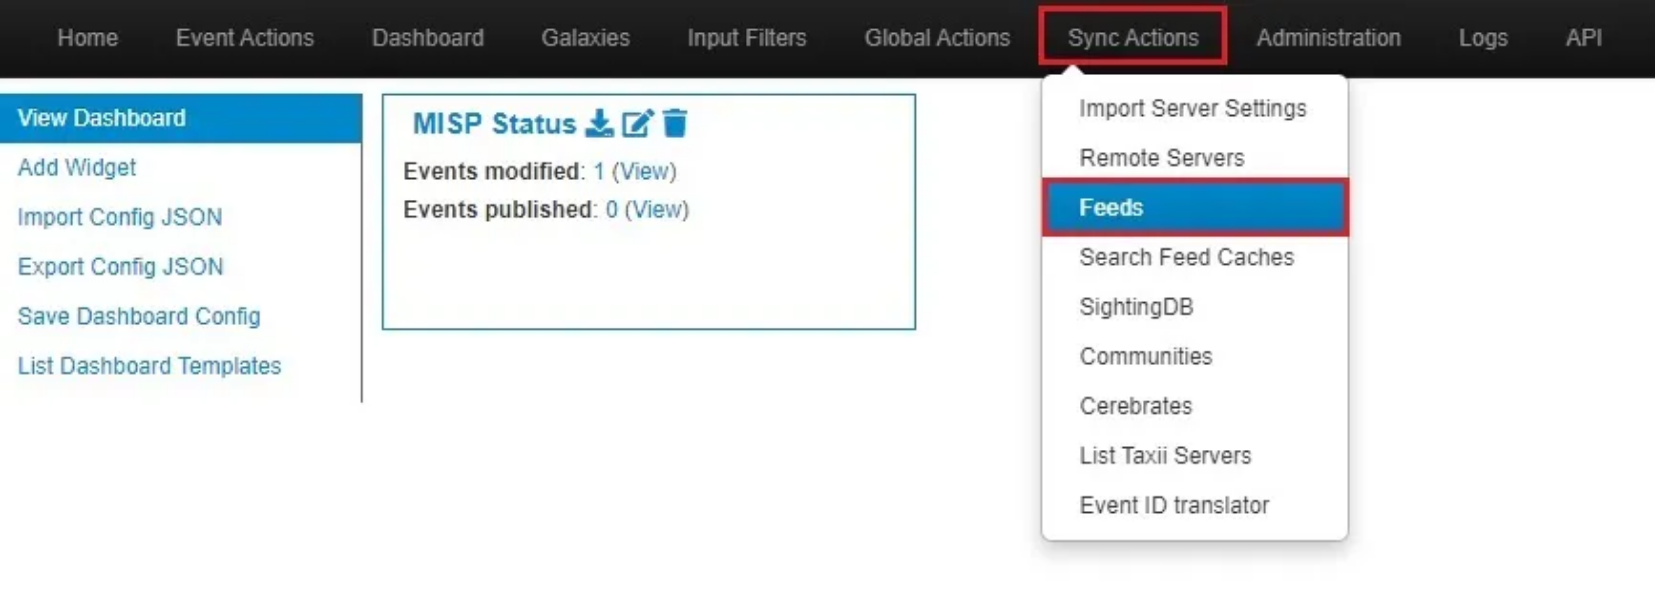 Home Event Actions Dashboard Galaxies Input Filters Global Actions Sync Actions Administration Logs API
View Dashboard
Add Widget
Import Config JSON
Export Config JSON
Save Dashboard Config
List Dashboard Templates
MISP Status
Events modified: 1 (View)
Events published: 0 (View)
Import Server Settings
Remote Servers
Feeds
Search Feed Caches
SightingDB
Communities
Cerebrates
List Taxii Servers
Event ID translator